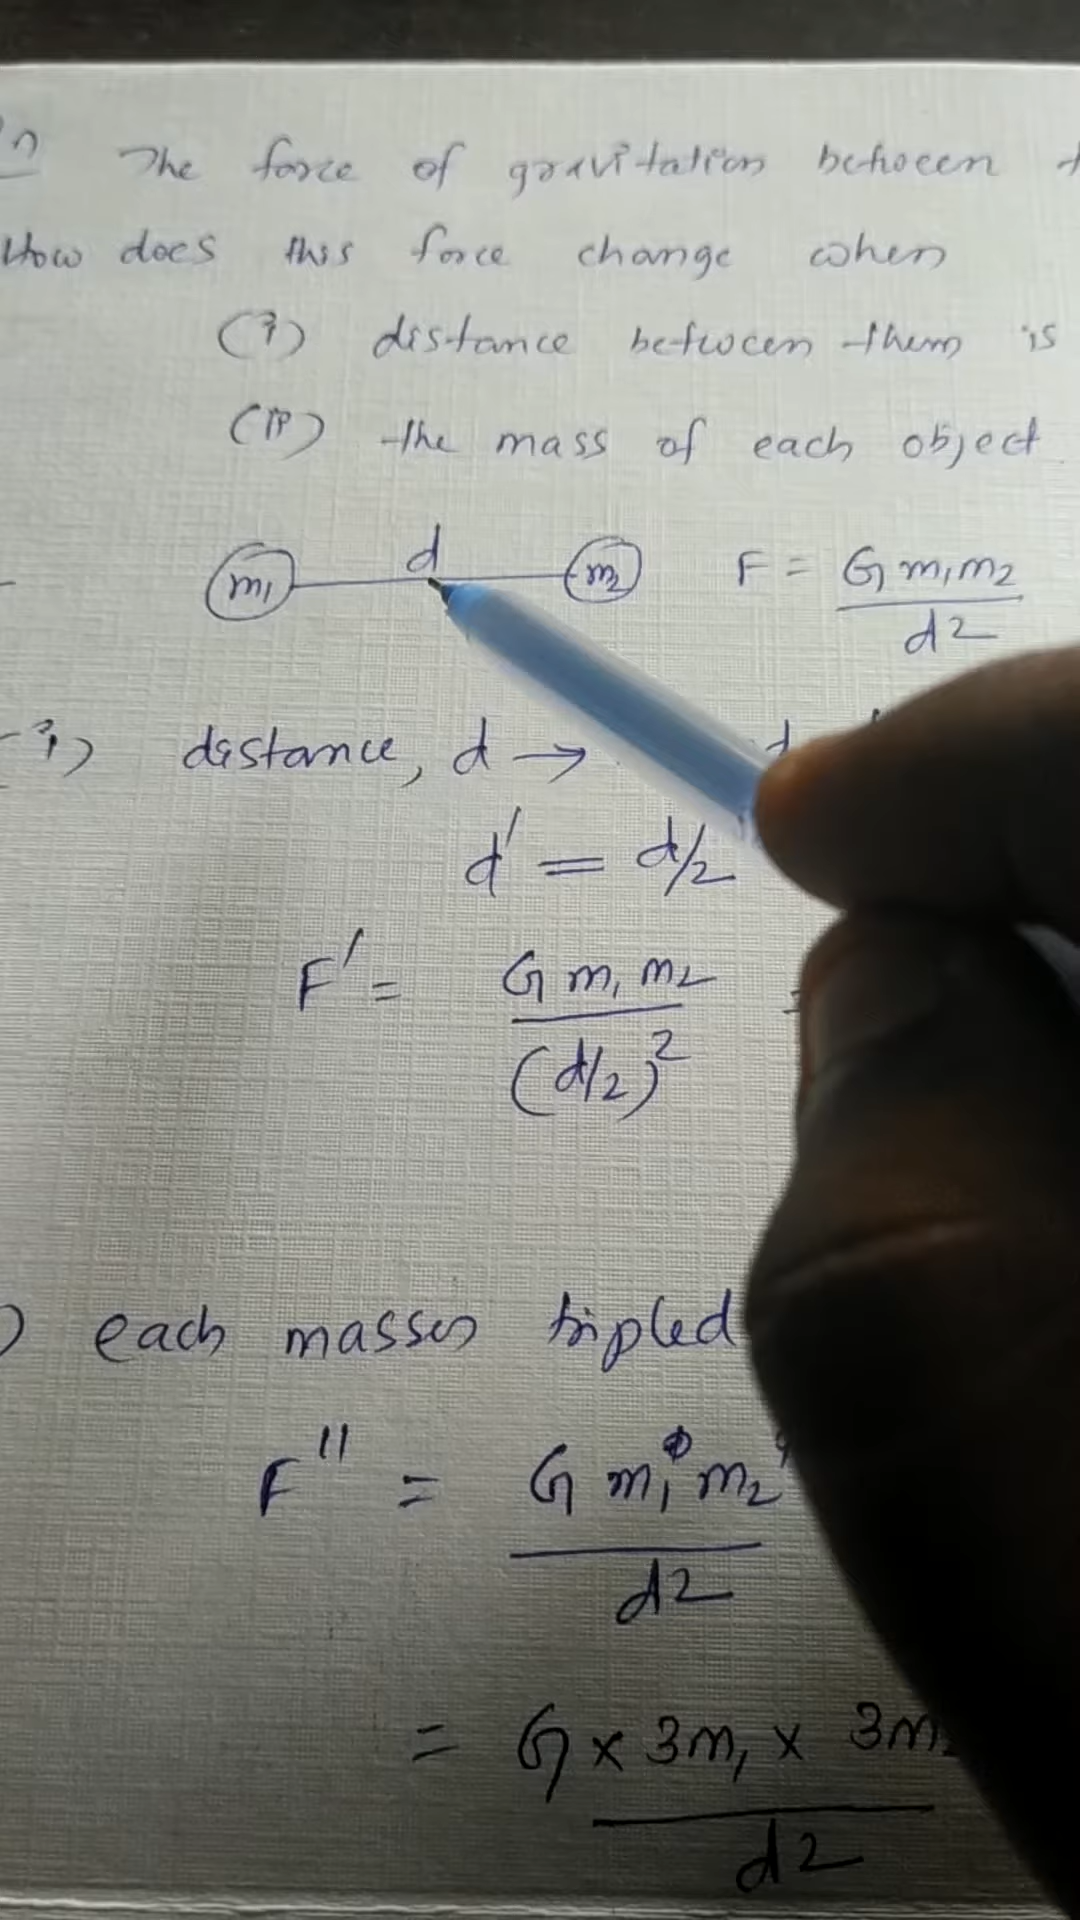 The force of gravitation between
How does this force change when
(i) distance between them is
(ii) the mass of each object
m1 d m2 F = G m1m2
d2
i) distance, d → d
d' = d/2
F' = G m1 m2
(d/2)2
) each masses tripled
F'' = G m1 m2
d2
= G x 3m1 x 3m
d2